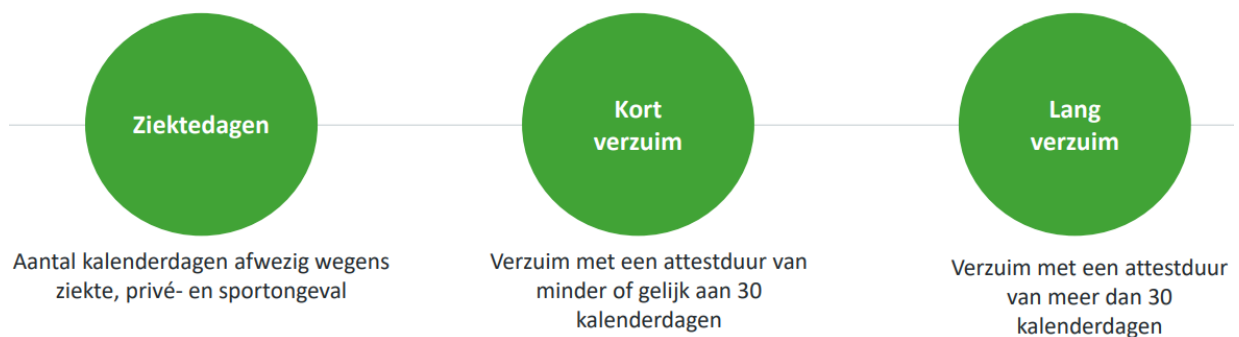 Ziektedagen
Aantal kalenderdagen afwezig wegens
ziekte, privé- en sportongeval
Kort
verzuim
Verzuim met een attestduur van
minder of gelijk aan 30
kalenderdagen
Lang
verzuim
Verzuim met een attestduur
van meer dan 30
kalenderdagen